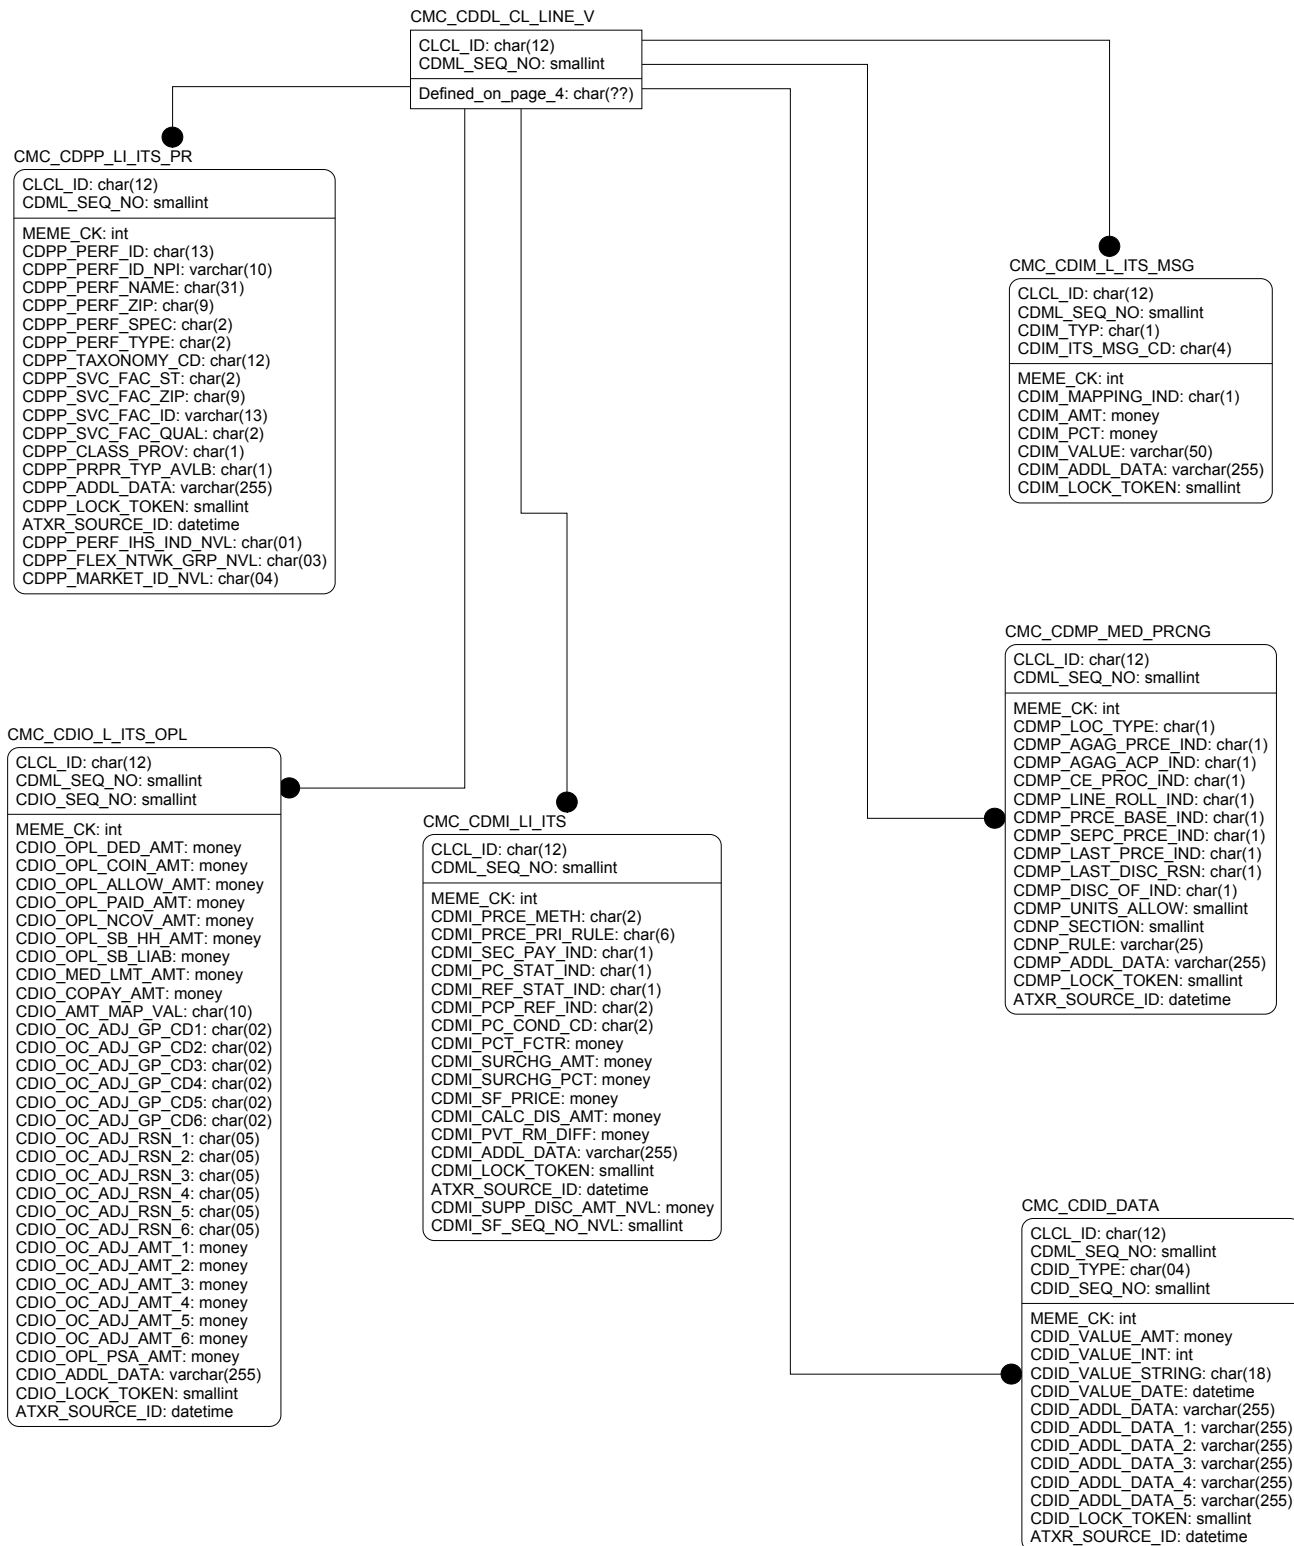 CMC_CDDL_CL_LINE_V
CLCL_ID: char(12)
CDML_SEQ_NO: smallint
Defined_on_page_4: char(??)
CMC_CDPP_LI_ITS_PR
CLCL_ID: char(12)
CDML_SEQ_NO: smallint
MEME_CK: int
CDPP_PERF_ID: char(13)
CDPP_PERF_ID_NPI: varchar(10)
CDPP_PERF_NAME: char(31)
CDPP_PERF_ZIP: char(9)
CDPP_PERF_SPEC: char(2)
CDPP_PERF_TYPE: char(2)
CDPP_TAXONOMY_CD: char(12)
CDPP_SVC_FAC_ST: char(2)
CDPP_SVC_FAC_ZIP: char(9)
CDPP_SVC_FAC_ID: varchar(13)
CDPP_SVC_FAC_QUAL: char(2)
CDPP_CLASS_PROV: char(1)
CDPP_PRPR_TYP_AVLB: char(1)
CDPP_ADDL_DATA: varchar(255)
CDPP_LOCK_TOKEN: smallint
ATXR_SOURCE_ID: datetime
CDPP_PERF_IHS_IND_NVL: char(01)
CDPP_FLEX_NTWK_GRP_NVL: char(03)
CDPP_MARKET_ID_NVL: char(04)
CMC_CDIM_L_ITS_MSG
CLCL_ID: char(12)
CDML_SEQ_NO: smallint
CDIM_TYP: char(1)
CDIM_ITS_MSG_CD: char(4)
MEME_CK: int
CDIM_MAPPING_IND: char(1)
CDIM_AMT: money
CDIM_PCT: money
CDIM_VALUE: varchar(50)
CDIM_ADDL_DATA: varchar(255)
CDIM_LOCK_TOKEN: smallint
CMC_CDMP_MED_PRCNG
CLCL_ID: char(12)
CDML_SEQ_NO: smallint
MEME_CK: int
CDMP_LOC_TYPE: char(1)
CDMP_AGAG_PRCE_IND: char(1)
CDMP_AGAG_ACP_IND: char(1)
CDMP_CE_PROC_IND: char(1)
CDMP_LINE_ROLL_IND: char(1)
CDMP_PRCE_BASE_IND: char(1)
CDMP_SEPC_PRCE_IND: char(1)
CDMP_LAST_PRCE_IND: char(1)
CDMP_LAST_DISC_RSN: char(1)
CDMP_DISC_OF_IND: char(1)
CDMP_UNITS_ALLOW: smallint
CDNP_SECTION: smallint
CDNP_RULE: varchar(25)
CDMP_ADDL_DATA: varchar(255)
CDMP_LOCK_TOKEN: smallint
ATXR_SOURCE_ID: datetime
CMC_CDIO_L_ITS_OPL
CLCL_ID: char(12)
CDML_SEQ_NO: smallint
CDIO_SEQ_NO: smallint
MEME_CK: int
CDIO_OPL_DED_AMT: money
CDIO_OPL_COIN_AMT: money
CDIO_OPL_ALLOW_AMT: money
CDIO_OPL_PAID_AMT: money
CDIO_OPL_NCOV_AMT: money
CDIO_OPL_SB_HH_AMT: money
CDIO_OPL_SB_LIAB: money
CDIO_MED_LMT_AMT: money
CDIO_COPAY_AMT: money
CDIO_AMT_MAP_VAL: char(10)
CDIO_OC_ADJ_GP_CD1: char(02)
CDIO_OC_ADJ_GP_CD2: char(02)
CDIO_OC_ADJ_GP_CD3: char(02)
CDIO_OC_ADJ_GP_CD4: char(02)
CDIO_OC_ADJ_GP_CD5: char(02)
CDIO_OC_ADJ_GP_CD6: char(02)
CDIO_OC_ADJ_RSN_1: char(05)
CDIO_OC_ADJ_RSN_2: char(05)
CDIO_OC_ADJ_RSN_3: char(05)
CDIO_OC_ADJ_RSN_4: char(05)
CDIO_OC_ADJ_RSN_5: char(05)
CDIO_OC_ADJ_RSN_6: char(05)
CDIO_OC_ADJ_AMT_1: money
CDIO_OC_ADJ_AMT_2: money
CDIO_OC_ADJ_AMT_3: money
CDIO_OC_ADJ_AMT_4: money
CDIO_OC_ADJ_AMT_5: money
CDIO_OC_ADJ_AMT_6: money
CDIO_OPL_PSA_AMT: money
CDIO_ADDL_DATA: varchar(255)
CDIO_LOCK_TOKEN: smallint
ATXR_SOURCE_ID: datetime
CMC_CDMI_LI_ITS
CLCL_ID: char(12)
CDML_SEQ_NO: smallint
MEME_CK: int
CDMI_PRCE_METH: char(2)
CDMI_PRCE_PRI_RULE: char(6)
CDMI_SEC_PAY_IND: char(1)
CDMI_PC_STAT_IND: char(1)
CDMI_REF_STAT_IND: char(1)
CDMI_PCP_REF_IND: char(2)
CDMI_PC_COND_CD: char(2)
CDMI_PCT_FCTR: money
CDMI_SURCHG_AMT: money
CDMI_SURCHG_PCT: money
CDMI_SF_PRICE: money
CDMI_CALC_DIS_AMT: money
CDMI_PVT_RM_DIFF: money
CDMI_ADDL_DATA: varchar(255)
CDMI_LOCK_TOKEN: smallint
ATXR_SOURCE_ID: datetime
CDMI_SUPP_DISC_AMT_NVL: money
CDMI_SF_SEQ_NO_NVL: smallint
CMC_CDID_DATA
CLCL_ID: char(12)
CDML_SEQ_NO: smallint
CDID_TYPE: char(04)
CDID_SEQ_NO: smallint
MEME_CK: int
CDID_VALUE_AMT: money
CDID_VALUE_INT: int
CDID_VALUE_STRING: char(18)
CDID_VALUE_DATE: datetime
CDID_ADDL_DATA: varchar(255)
CDID_ADDL_DATA_1: varchar(255)
CDID_ADDL_DATA_2: varchar(255)
CDID_ADDL_DATA_3: varchar(255)
CDID_ADDL_DATA_4: varchar(255)
CDID_ADDL_DATA_5: varchar(255)
CDID_LOCK_TOKEN: smallint
ATXR_SOURCE_ID: datetime